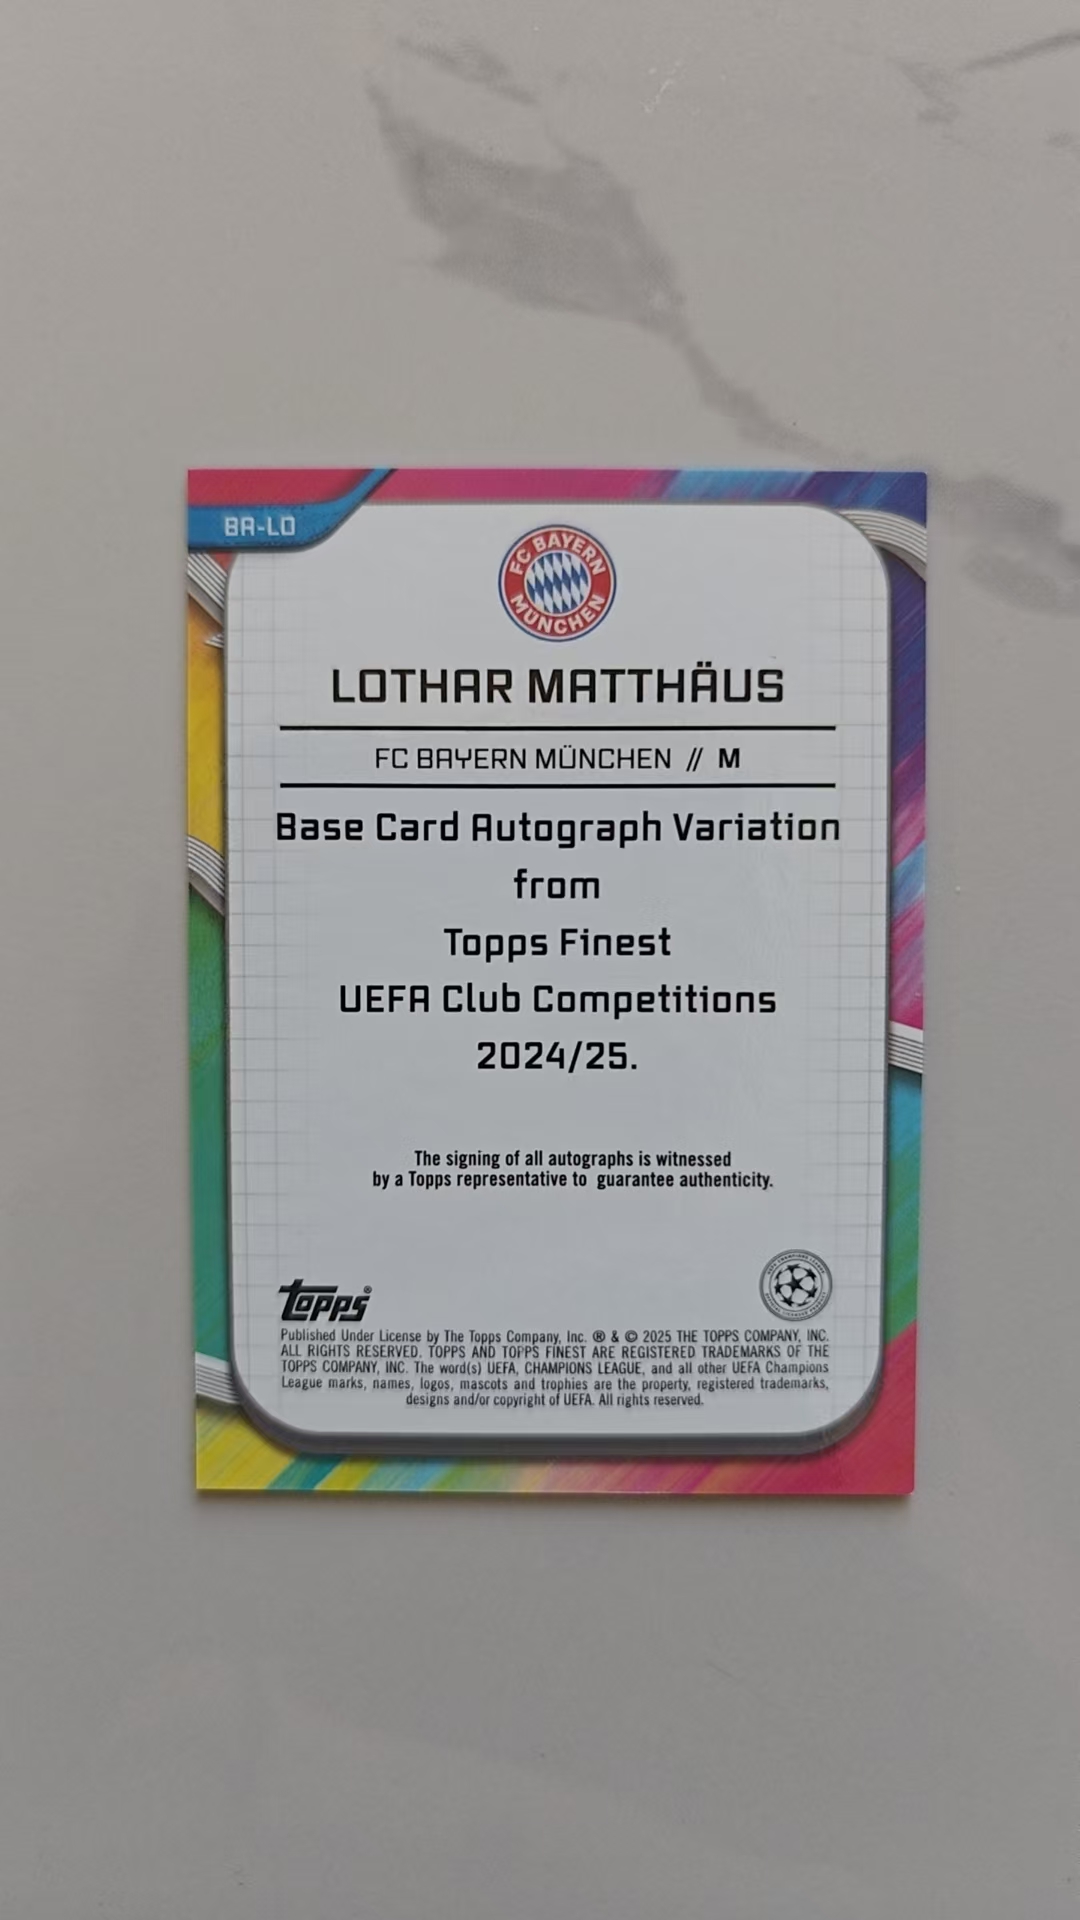 BA-LO
FC BAYERN
MÜNCHEN
LOTHAR MATTHÄUS
FC BAYERN MÜNCHEN // M
Base Card Autograph Variation
from
Topps Finest
UEFA Club Competitions
2024/25.
The signing of all autographs is witnessed
by a Topps representative to guarantee authenticity.
topps®
Published Under License by The Topps Company, Inc. ® & © 2025 THE TOPPS COMPANY, INC.
ALL RIGHTS RESERVED. TOPPS AND TOPPS FINEST ARE REGISTERED TRADEMARKS OF THE
TOPPS COMPANY, INC. The word(s) UEFA, CHAMPIONS LEAGUE, and all other UEFA Champions
League marks, names, logos, mascots and trophies are the property, registered trademarks,
designs and/or copyright of UEFA. All rights reserved.